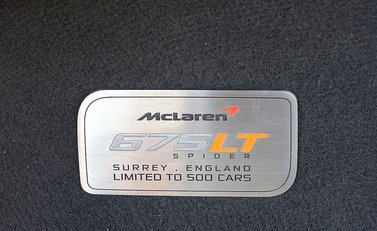 McLaren
675LT
SPIDER
SURREY . ENGLAND
LIMITED TO 500 CARS